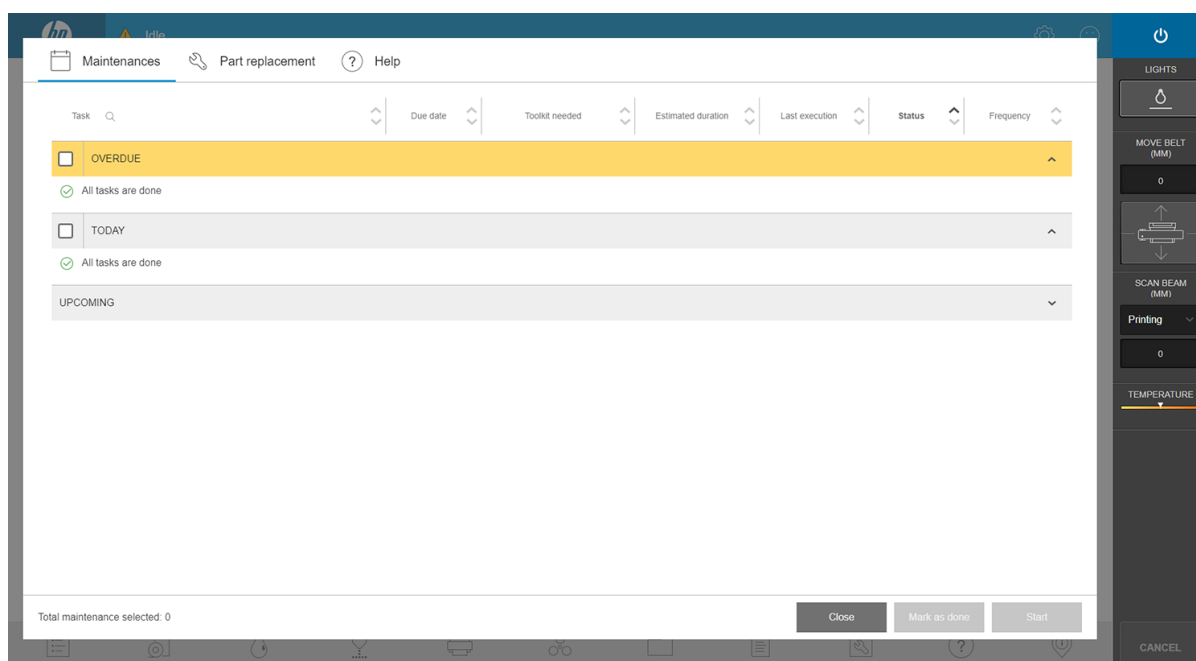 hp Idle
Maintenances Part replacement ? Help
Task Due date Toolkit needed Estimated duration Last execution Status Frequency
OVERDUE
All tasks are done
TODAY
All tasks are done
UPCOMING
Total maintenance selected: 0 Close Mark as done Start
?
LIGHTS
MOVE BELT
(MM)
0
SCAN BEAM
(MM)
Printing
0
TEMPERATURE
CANCEL